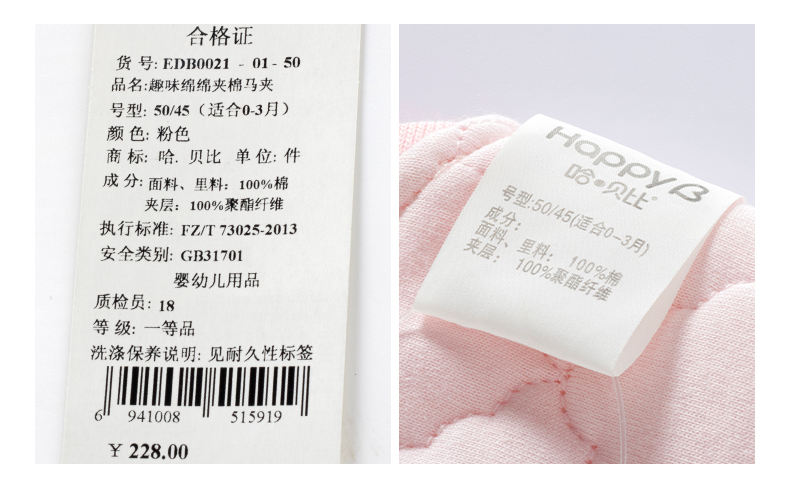 合格证
货 号: EDB0021 - 01 - 50
品名:趣味绵绵夹棉马夹
号型: 50/45（适合0-3月）
颜 色: 粉色
商 标: 哈. 贝比 单 位: 件
成 分: 面料、里料：100%棉
夹层：100%聚酯纤维
执行标准: FZ/T 73025-2013
安全类别: GB31701
婴幼儿用品
质检员: 18
等 级: 一等品
洗涤保养说明: 见耐久性标签
6 941008 515919
¥ 228.00
HappyB
哈•贝比
号型:50/45(适合0-3月)
成分：
面料、里料： 100%棉
夹层： 100%聚酯纤维